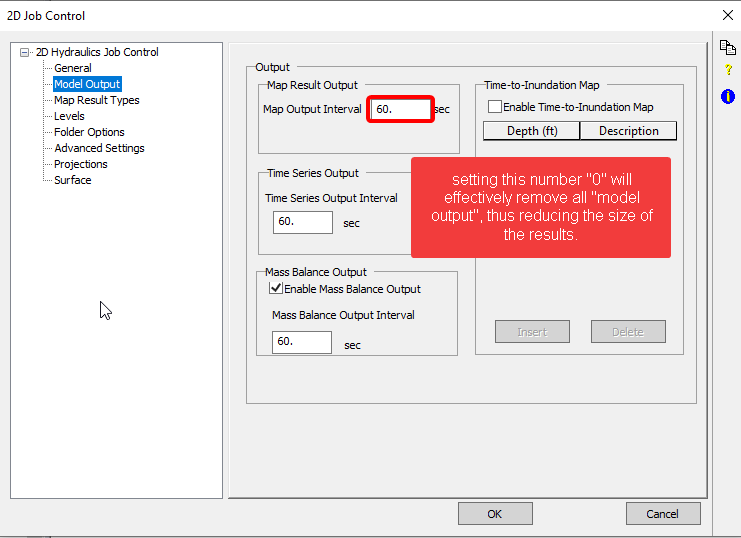 2D Job Control
2D Hydraulics Job Control
General
Model Output
Map Result Types
Levels
Folder Options
Advanced Settings
Projections
Surface
Output
Map Result Output
Map Output Interval 60. sec
Time Series Output
Time Series Output Interval
60. sec
Mass Balance Output
Enable Mass Balance Output
Mass Balance Output Interval
60. sec
Time-to-Inundation Map
Enable Time-to-Inundation Map
Depth (ft) Description
setting this number "0" will
effectively remove all "model
output", thus reducing the size of
the results.
Insert Delete
OK Cancel
?
i